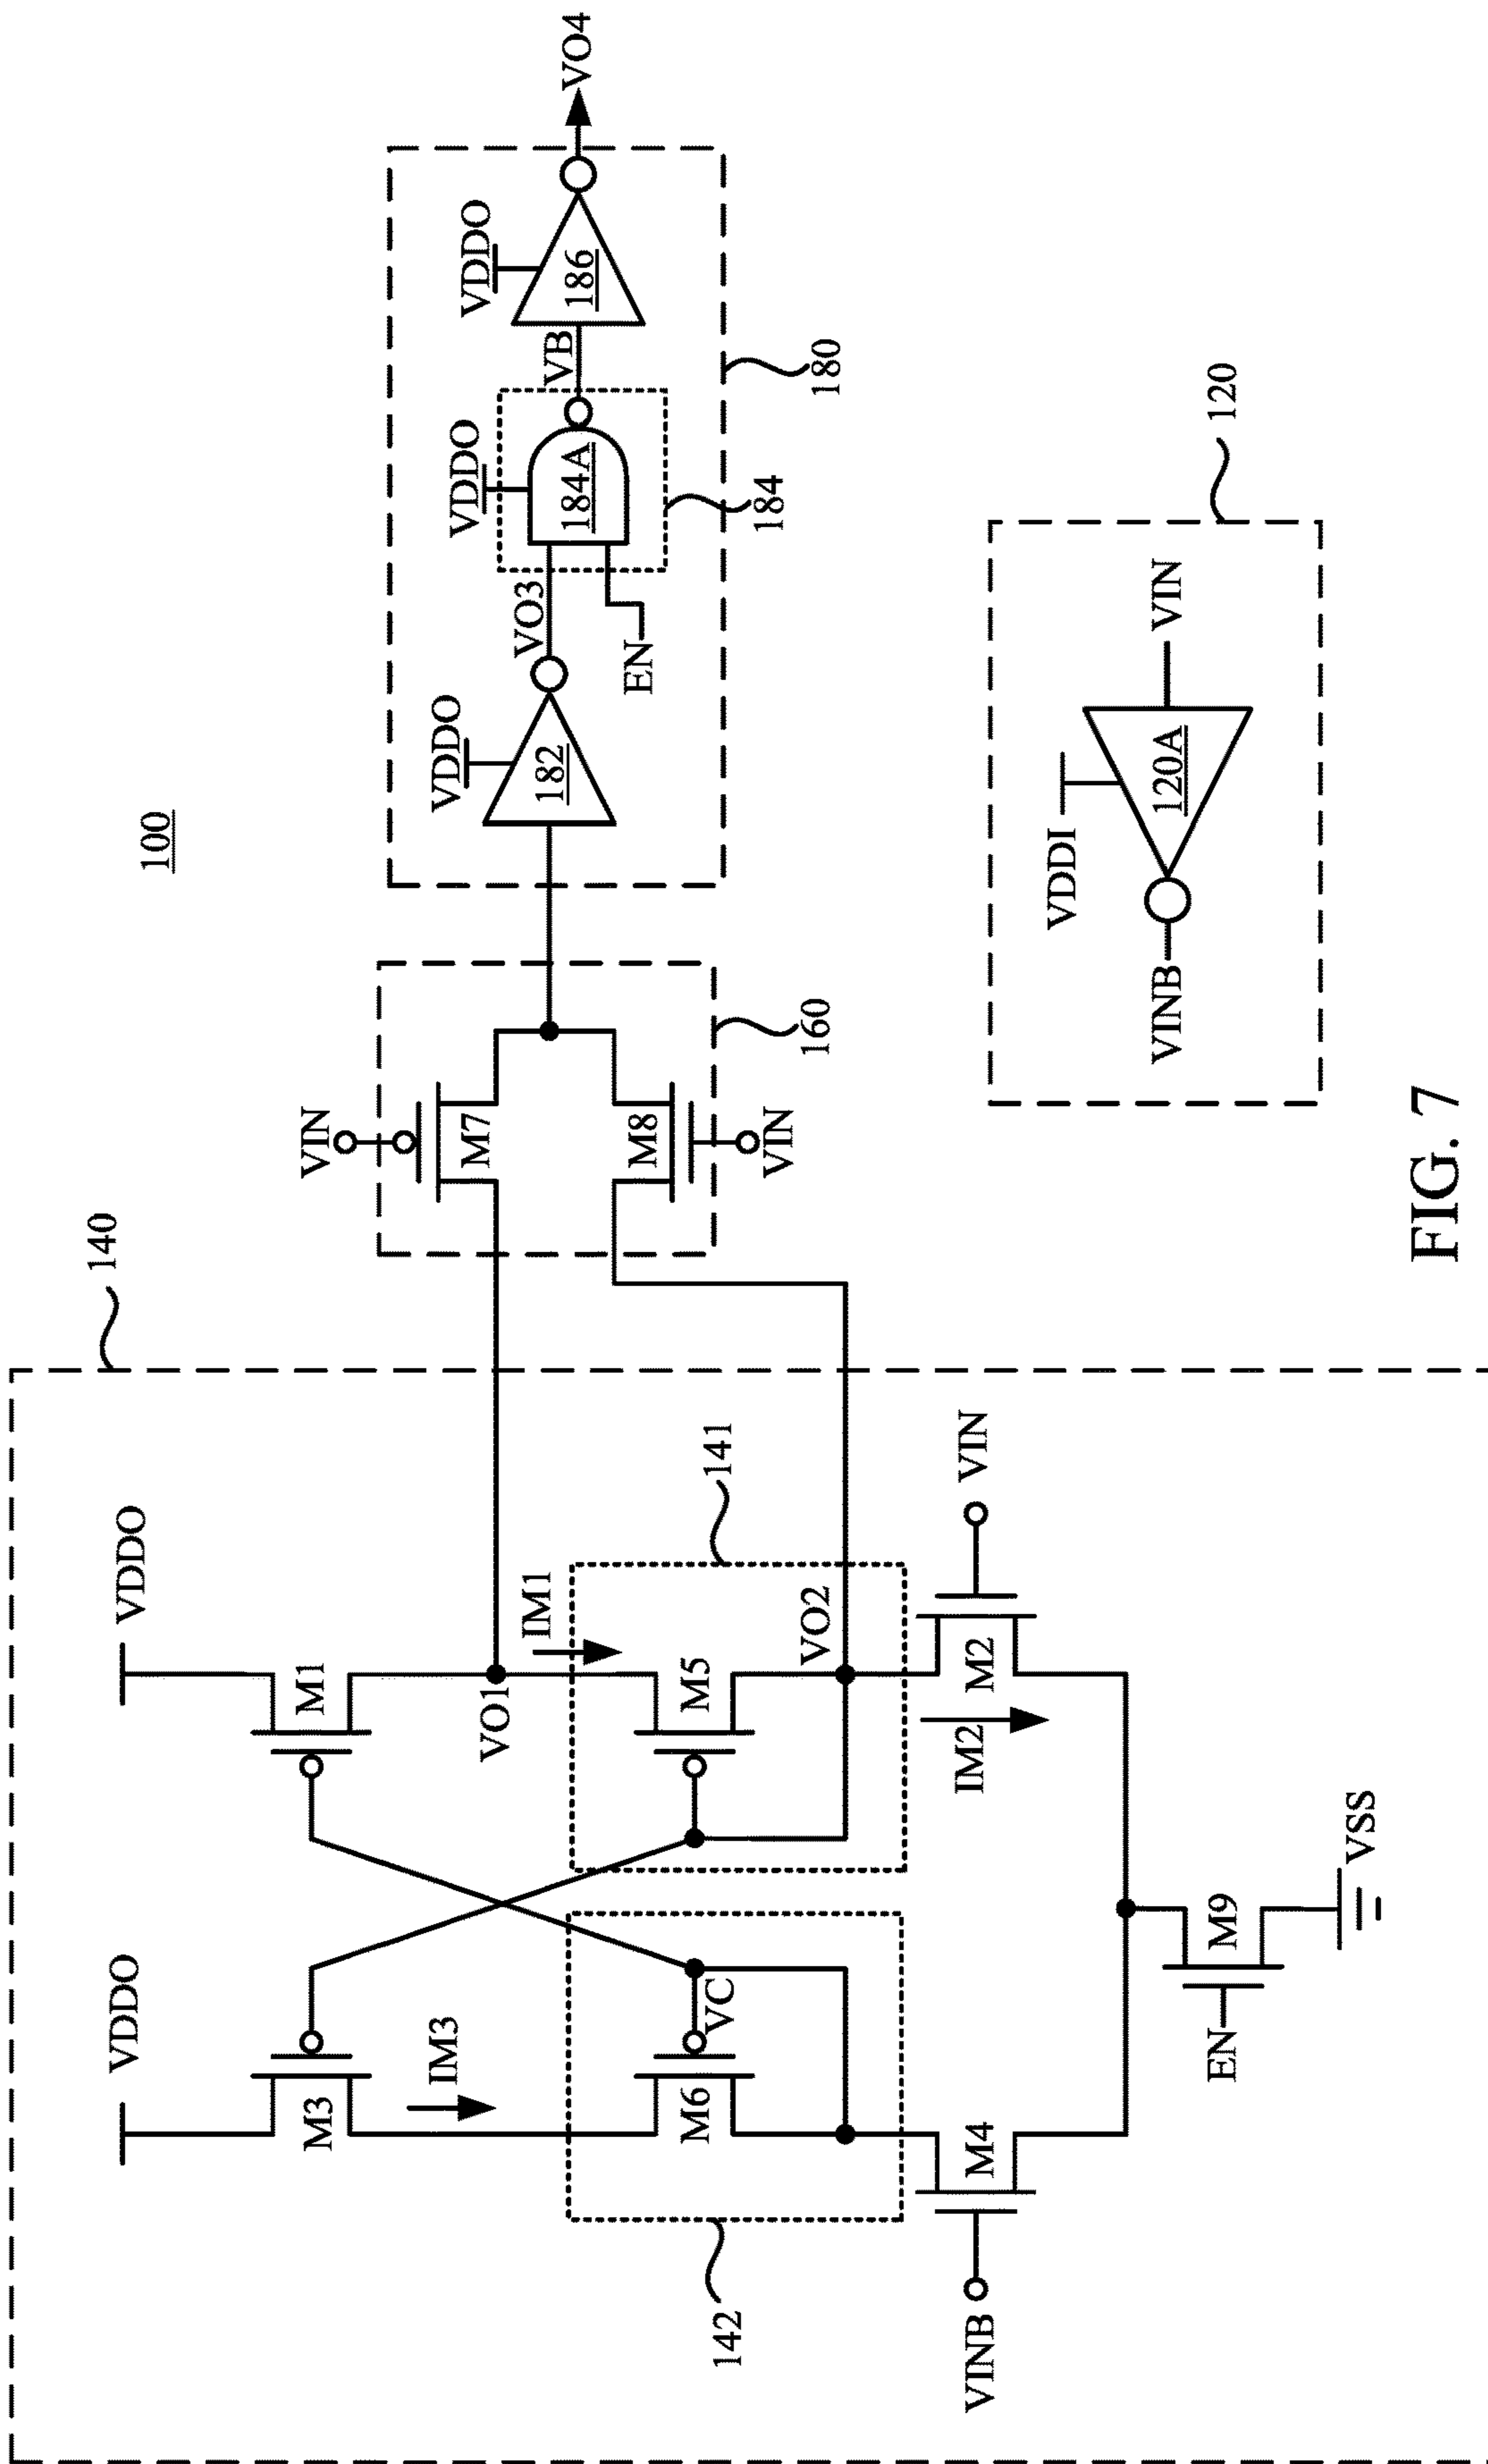 100
140
VDDO
VDDO
M3
M1
IM3
VO1
IM1
142
M6
VC
M5
141
VO2
VINB
M4
IM2
M2
VIN
EN
M9
VSS
VIN
M7
M8
VIN
160
VDDO
182
VO3
EN
VDDO
184A
184
VB
VDDO
186
180
VO4
VINB
VDDI
120A
VIN
120
FIG. 7